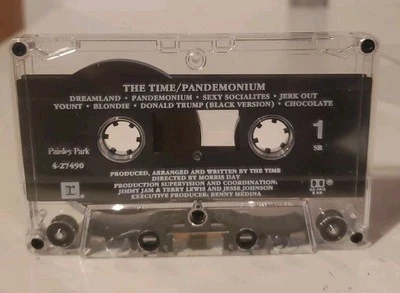 THE TIME/PANDEMONIUM
DREAMLAND • PANDEMONIUM • SEXY SOCIALITES • JERK OUT
YOUNT • BLONDIE • DONALD TRUMP (BLACK VERSION) • CHOCOLATE
Paisley Park
4-27490
1
SR
PRODUCED, ARRANGED AND WRITTEN BY THE TIME
DIRECTED BY MORRIS DAY
PRODUCTION SUPERVISION AND COORDINATION:
JIMMY JAM & TERRY LEWIS AND JESSE JOHNSON
EXECUTIVE PRODUCER: BENNY MEDINA